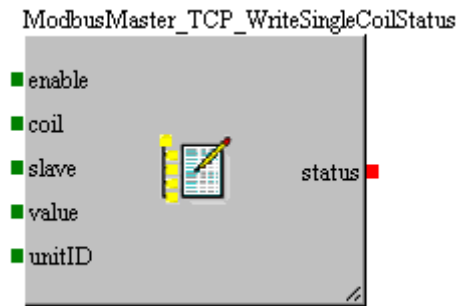 ModbusMaster_TCP_WriteSingleCoilStatus
enable
coil
slave
status
value
unitID